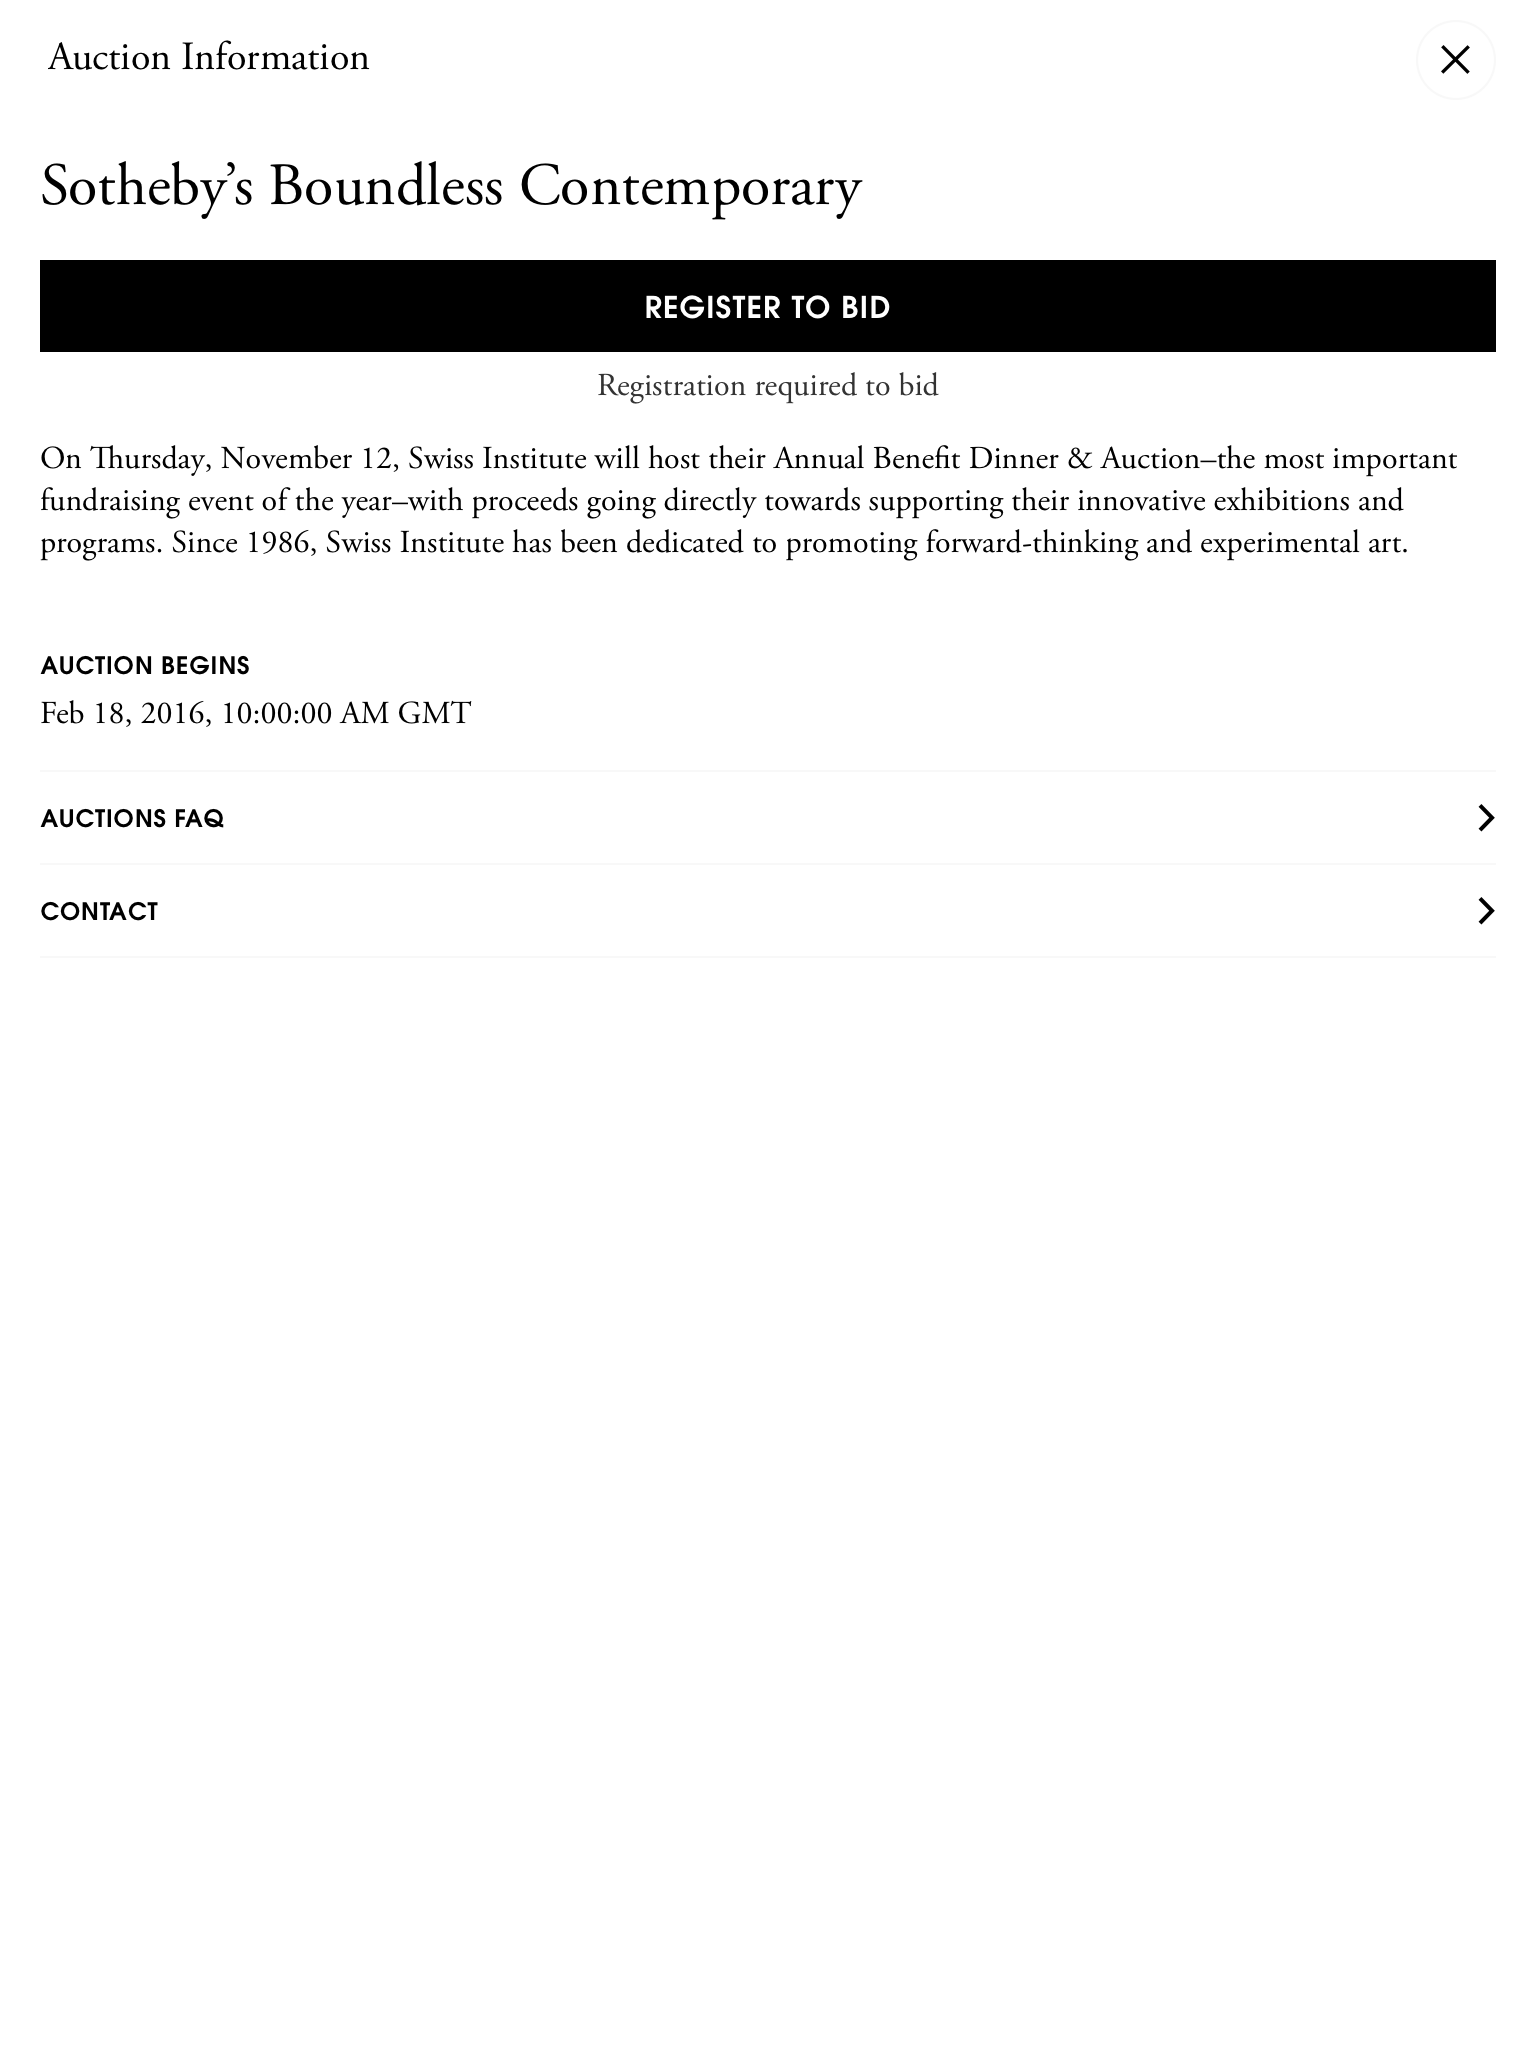 Auction Information
Sotheby’s Boundless Contemporary
REGISTER TO BID
Registration required to bid
On Thursday, November 12, Swiss Institute will host their Annual Benefit Dinner & Auction–the most important
fundraising event of the year–with proceeds going directly towards supporting their innovative exhibitions and
programs. Since 1986, Swiss Institute has been dedicated to promoting forward-thinking and experimental art.
AUCTION BEGINS
Feb 18, 2016, 10:00:00 AM GMT
AUCTIONS FAQ
CONTACT